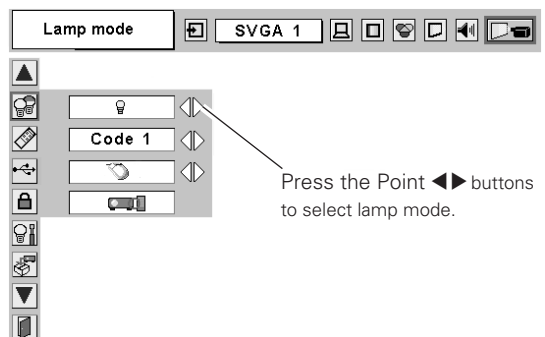 Lamp mode
SVGA 1
Code 1
Press the Point ◀▶ buttons
to select lamp mode.